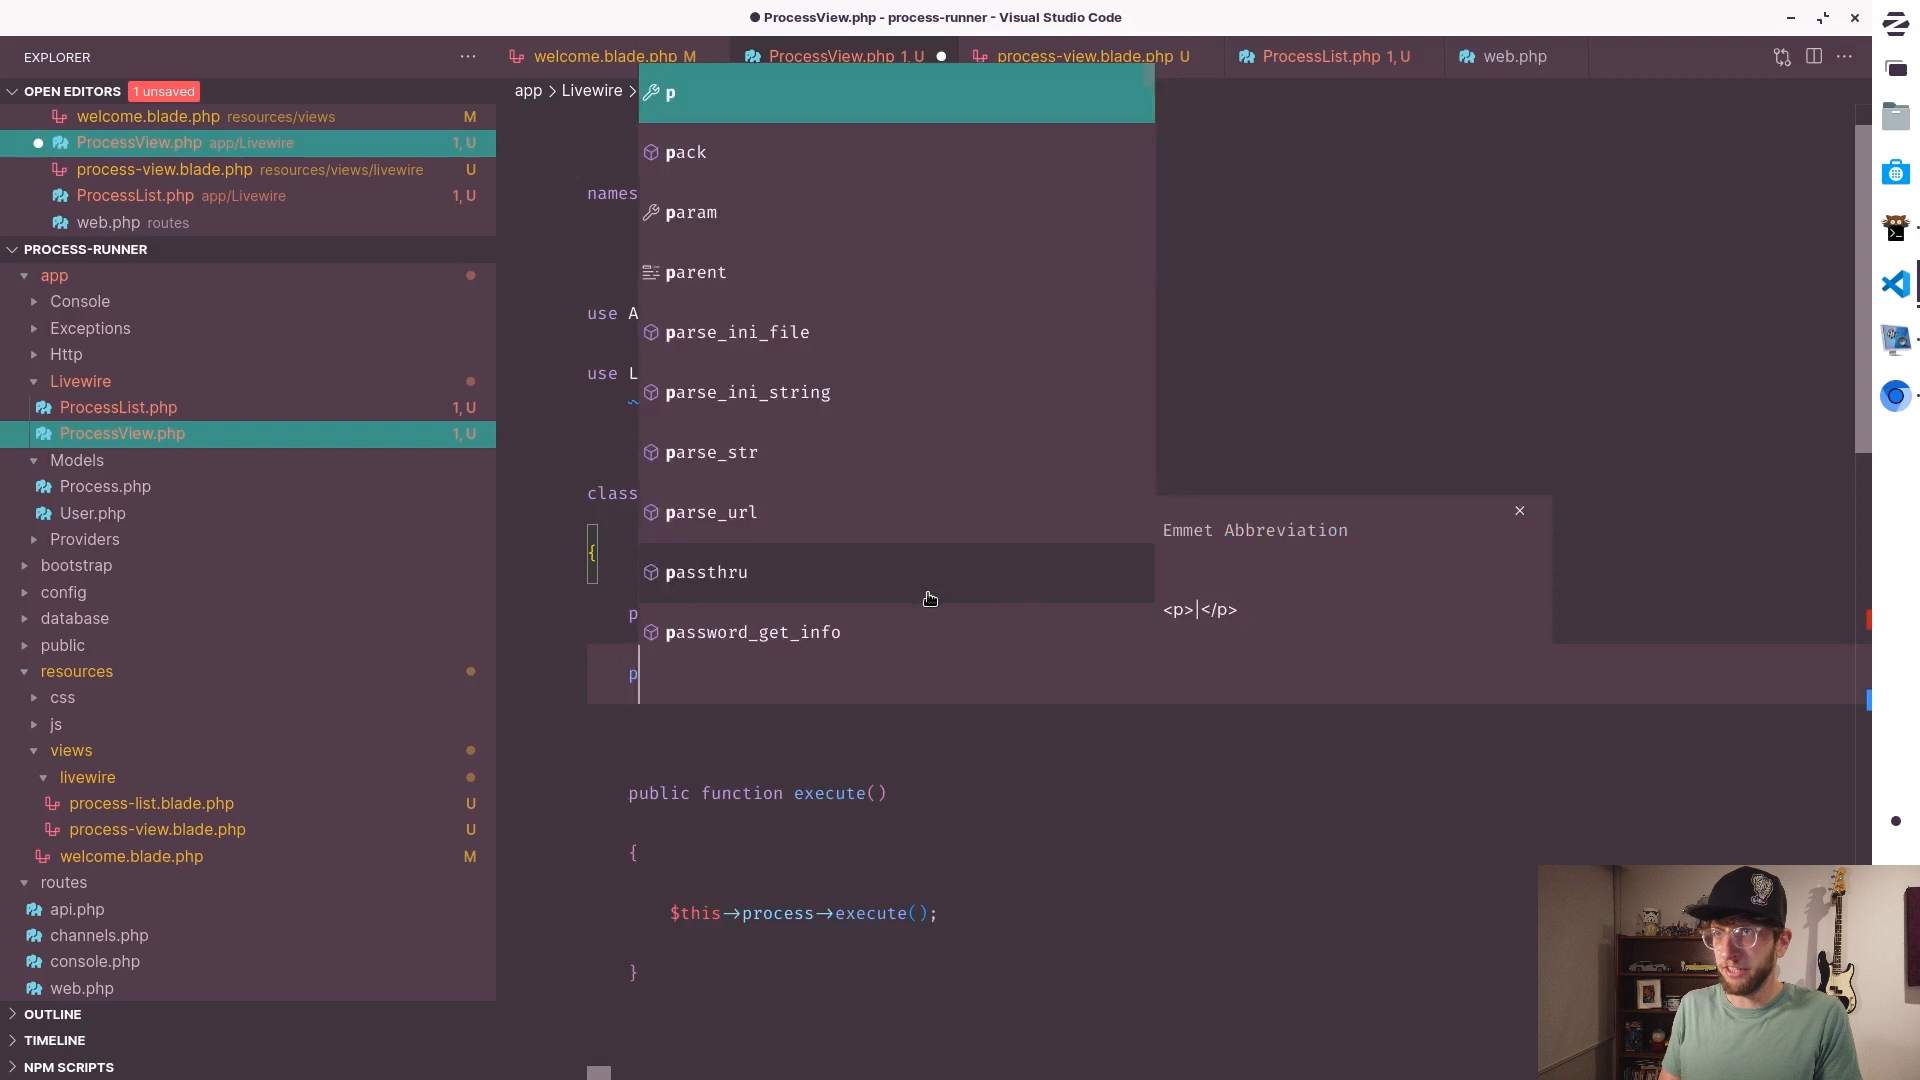 ProcessView.php - process-runner - Visual Studio Code
EXPLORER
OPEN EDITORS 1 unsaved
welcome.blade.php resources/views M
ProcessView.php app/Livewire 1, U
process-view.blade.php resources/views/livewire U
ProcessList.php app/Livewire 1, U
web.php routes
PROCESS-RUNNER
app
Console
Exceptions
Http
Livewire
ProcessList.php 1, U
ProcessView.php 1, U
Models
Process.php
User.php
Providers
bootstrap
config
database
public
resources
css
js
views
livewire
process-list.blade.php U
process-view.blade.php U
welcome.blade.php M
routes
api.php
channels.php
console.php
web.php
OUTLINE
TIMELINE
NPM SCRIPTS
welcome.blade.php M
ProcessView.php 1, U
process-view.blade.php U
ProcessList.php 1, U
web.php
app > Livewire >
names
use A
use L
class
{
p
p
p
pack
param
parent
parse_ini_file
parse_ini_string
parse_str
parse_url
passthru
password_get_info
Emmet Abbreviation
<p>|</p>
public function execute()
{
$this->process->execute();
}